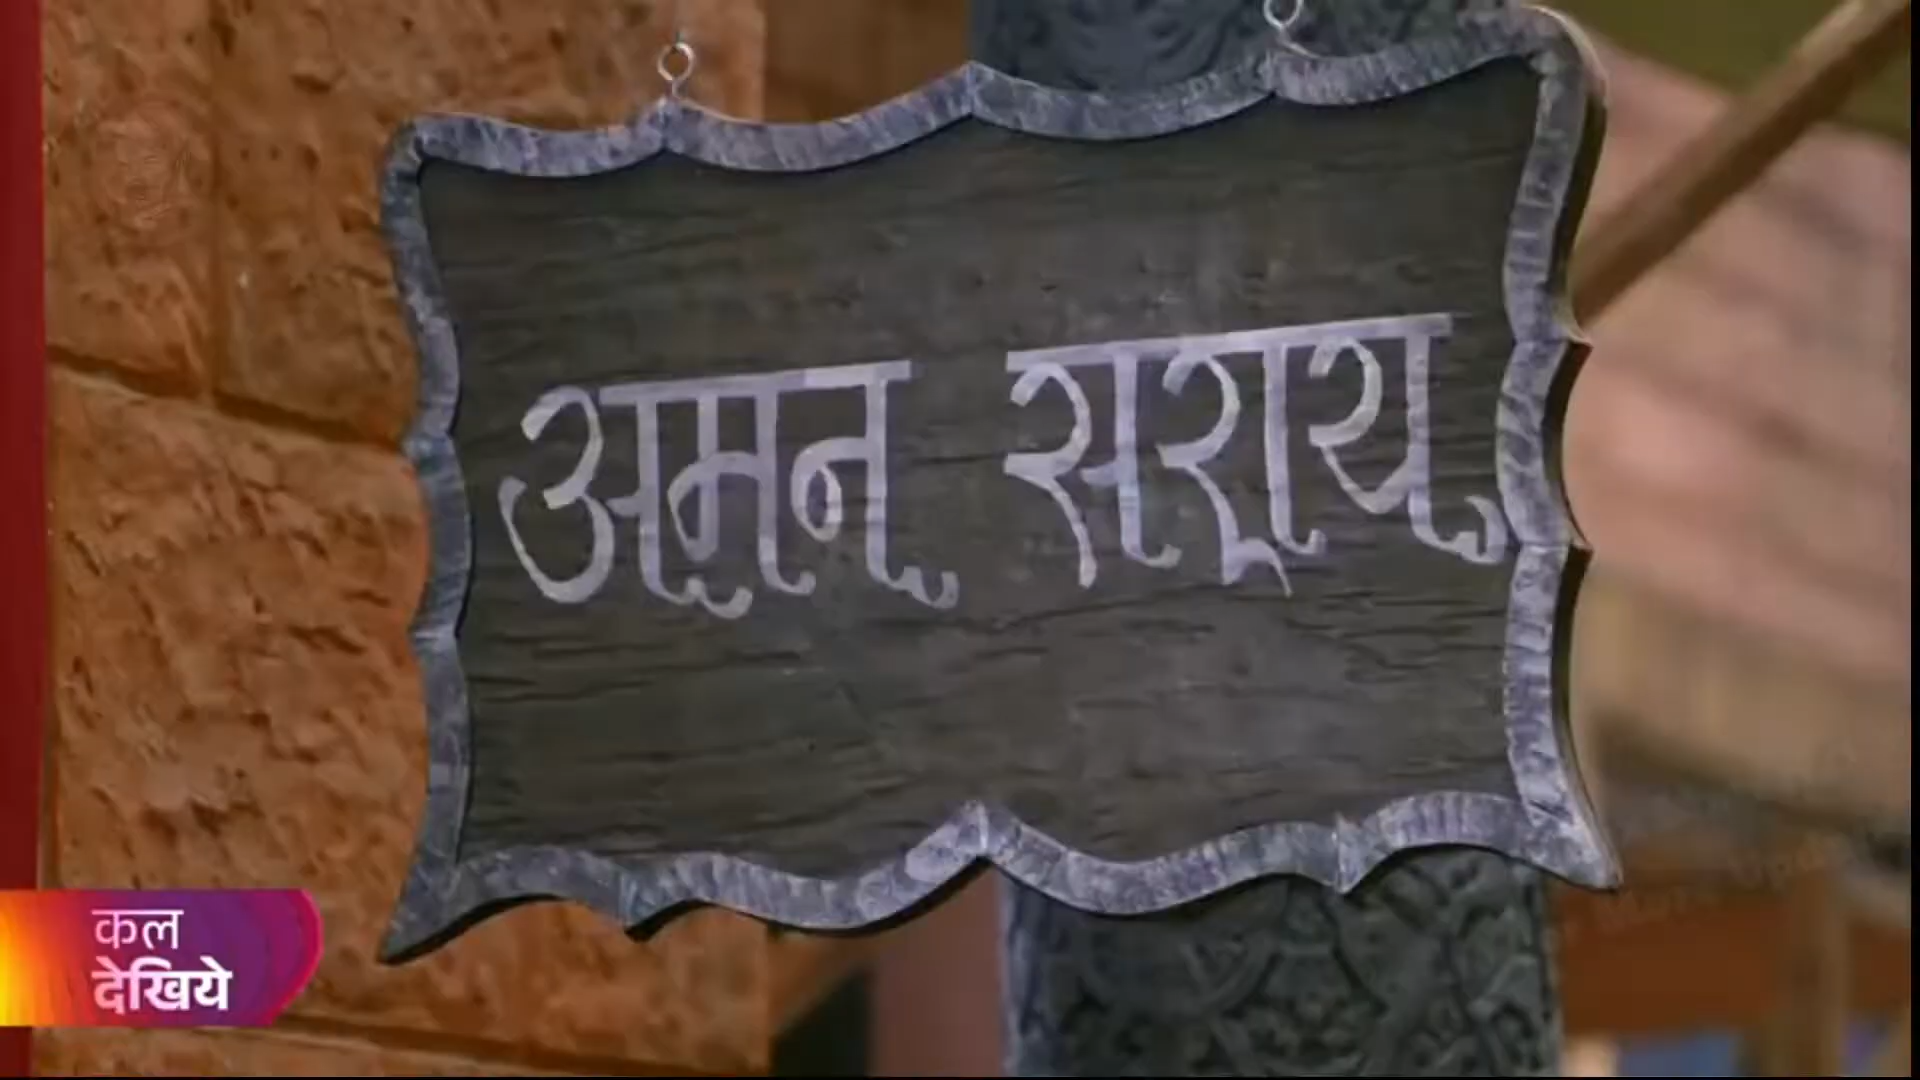 अमन सराय
कल
देखिये